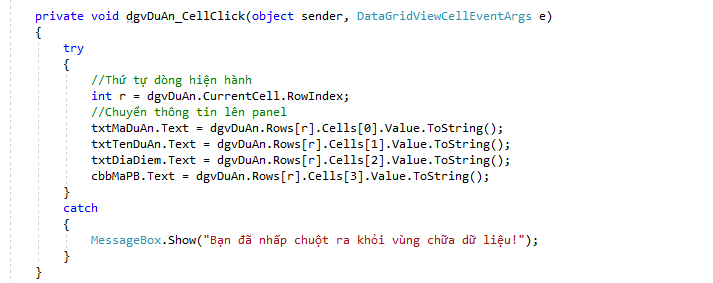 private void dgvDuAn_CellClick(object sender, DataGridViewCellEventArgs e)
{
try
{
//Thứ tự dòng hiện hành
int r = dgvDuAn.CurrentCell.RowIndex;
//Chuyển thông tin lên panel
txtMaDuAn.Text = dgvDuAn.Rows[r].Cells[0].Value.ToString();
txtTenDuAn.Text = dgvDuAn.Rows[r].Cells[1].Value.ToString();
txtDiaDiem.Text = dgvDuAn.Rows[r].Cells[2].Value.ToString();
cbbMaPB.Text = dgvDuAn.Rows[r].Cells[3].Value.ToString();
}
catch
{
MessageBox.Show("Bạn đã nhấp chuột ra khỏi vùng chữa dữ liệu!");
}
}